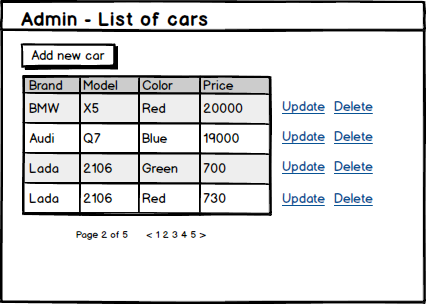 Admin - List of cars
Add new car
Brand Model Color Price
BMW X5 Red 20000 Update Delete
Audi Q7 Blue 19000 Update Delete
Lada 2106 Green 700 Update Delete
Lada 2106 Red 730 Update Delete
Page 2 of 5 < 1 2 3 4 5 >